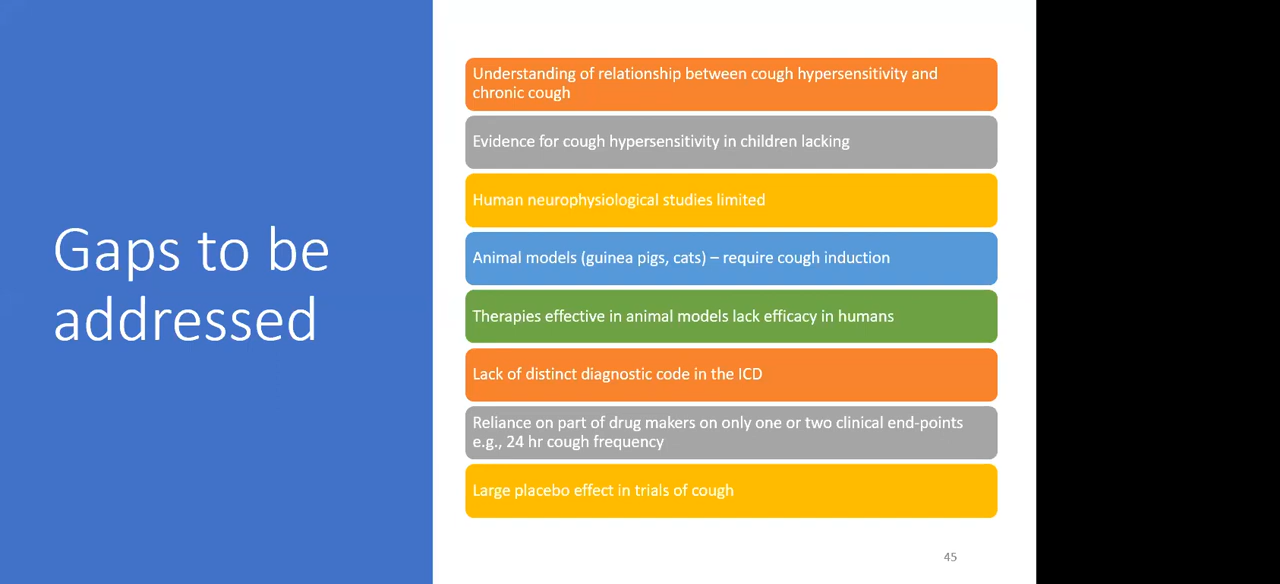 Gaps to be
addressed
Understanding of relationship between cough hypersensitivity and
chronic cough
Evidence for cough hypersensitivity in children lacking
Human neurophysiological studies limited
Animal models (guinea pigs, cats) – require cough induction
Therapies effective in animal models lack efficacy in humans
Lack of distinct diagnostic code in the ICD
Reliance on part of drug makers on only one or two clinical end-points
e.g., 24 hr cough frequency
Large placebo effect in trials of cough
45